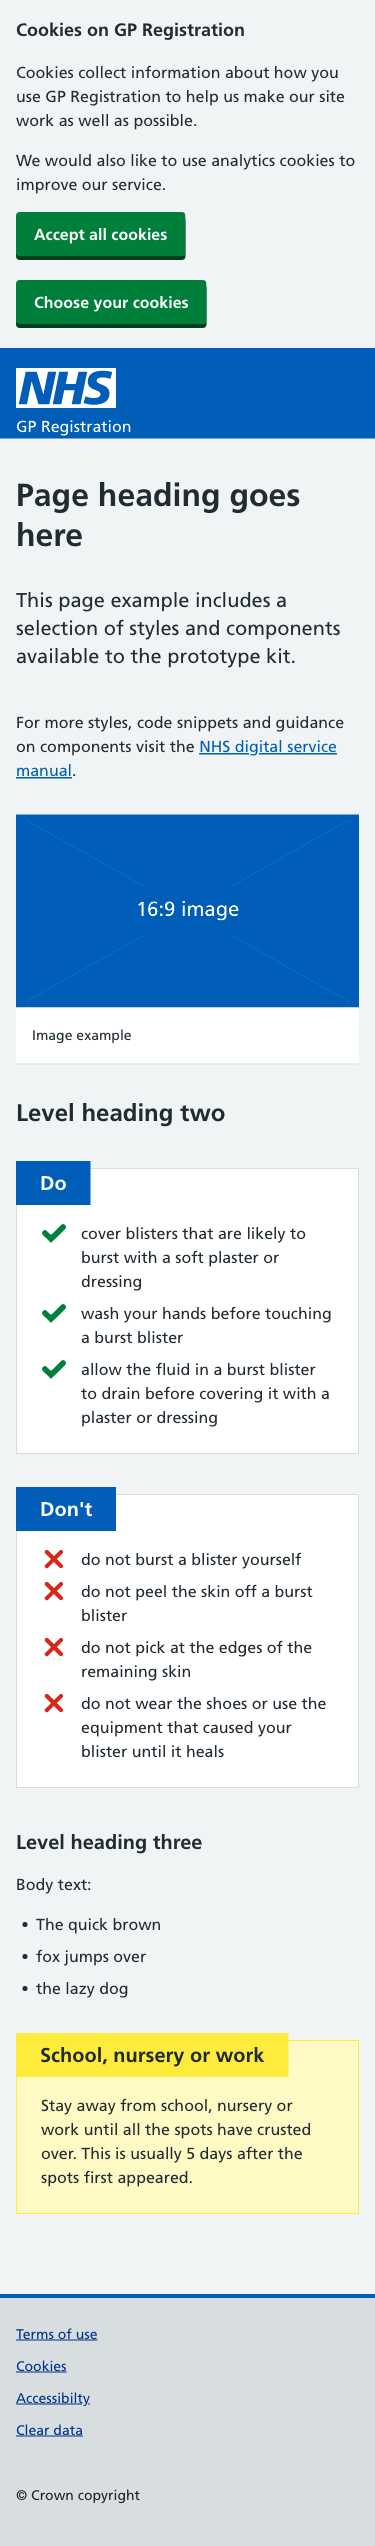 Cookies on GP Registration
Cookies collect information about how you
use GP Registration to help us make our site
work as well as possible.
We would also like to use analytics cookies to
improve our service.
Accept all cookies
Choose your cookies
NHS
GP Registration
Page heading goes
here
This page example includes a
selection of styles and components
available to the prototype kit.
For more styles, code snippets and guidance
on components visit the NHS digital service
manual.
16:9 image
Image example
Level heading two
Do
cover blisters that are likely to
burst with a soft plaster or
dressing
wash your hands before touching
a burst blister
allow the fluid in a burst blister
to drain before covering it with a
plaster or dressing
Don't
do not burst a blister yourself
do not peel the skin off a burst
blister
do not pick at the edges of the
remaining skin
do not wear the shoes or use the
equipment that caused your
blister until it heals
Level heading three
Body text:
• The quick brown
• fox jumps over
• the lazy dog
School, nursery or work
Stay away from school, nursery or
work until all the spots have crusted
over. This is usually 5 days after the
spots first appeared.
Terms of use
Cookies
Accessibilty
Clear data
© Crown copyright